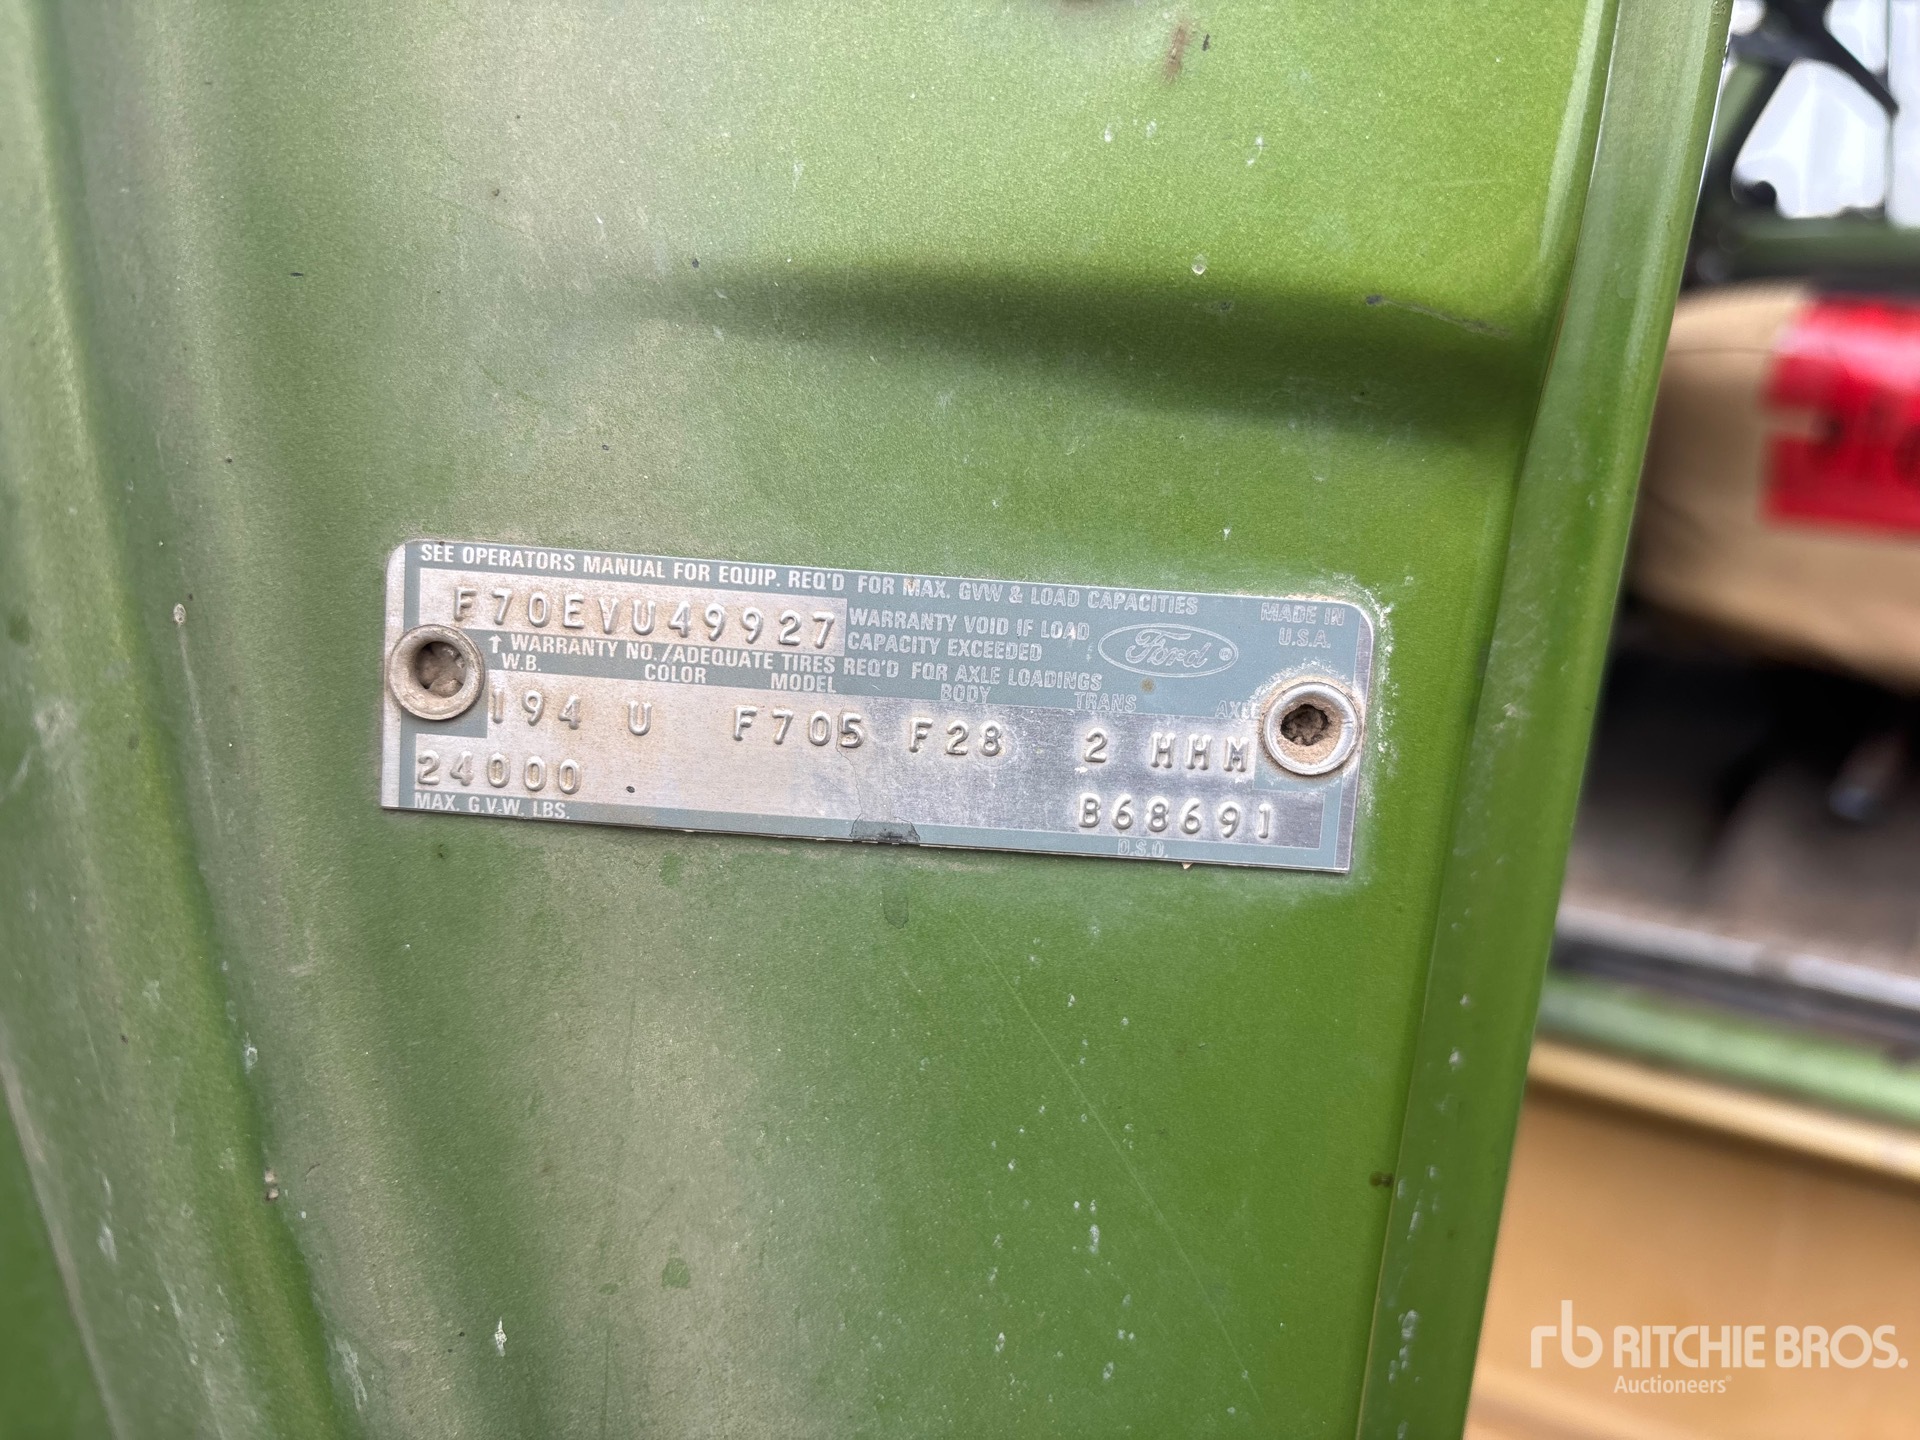 SEE OPERATORS MANUAL FOR EQUIP. REQ'D FOR MAX. GVW & LOAD CAPACITIES
F70EVU49927
WARRANTY VOID IF LOAD
CAPACITY EXCEEDED
Ford ®
MADE IN
U.S.A.
↑ WARRANTY NO./ADEQUATE TIRES REQ'D FOR AXLE LOADINGS
W.B. COLOR MODEL BODY TRANS AXLE
194 U F705 F28 2 HHM
24000 B68691
MAX. G.V.W. LBS. D.S.O.
rb RITCHIE BROS.
Auctioneers®